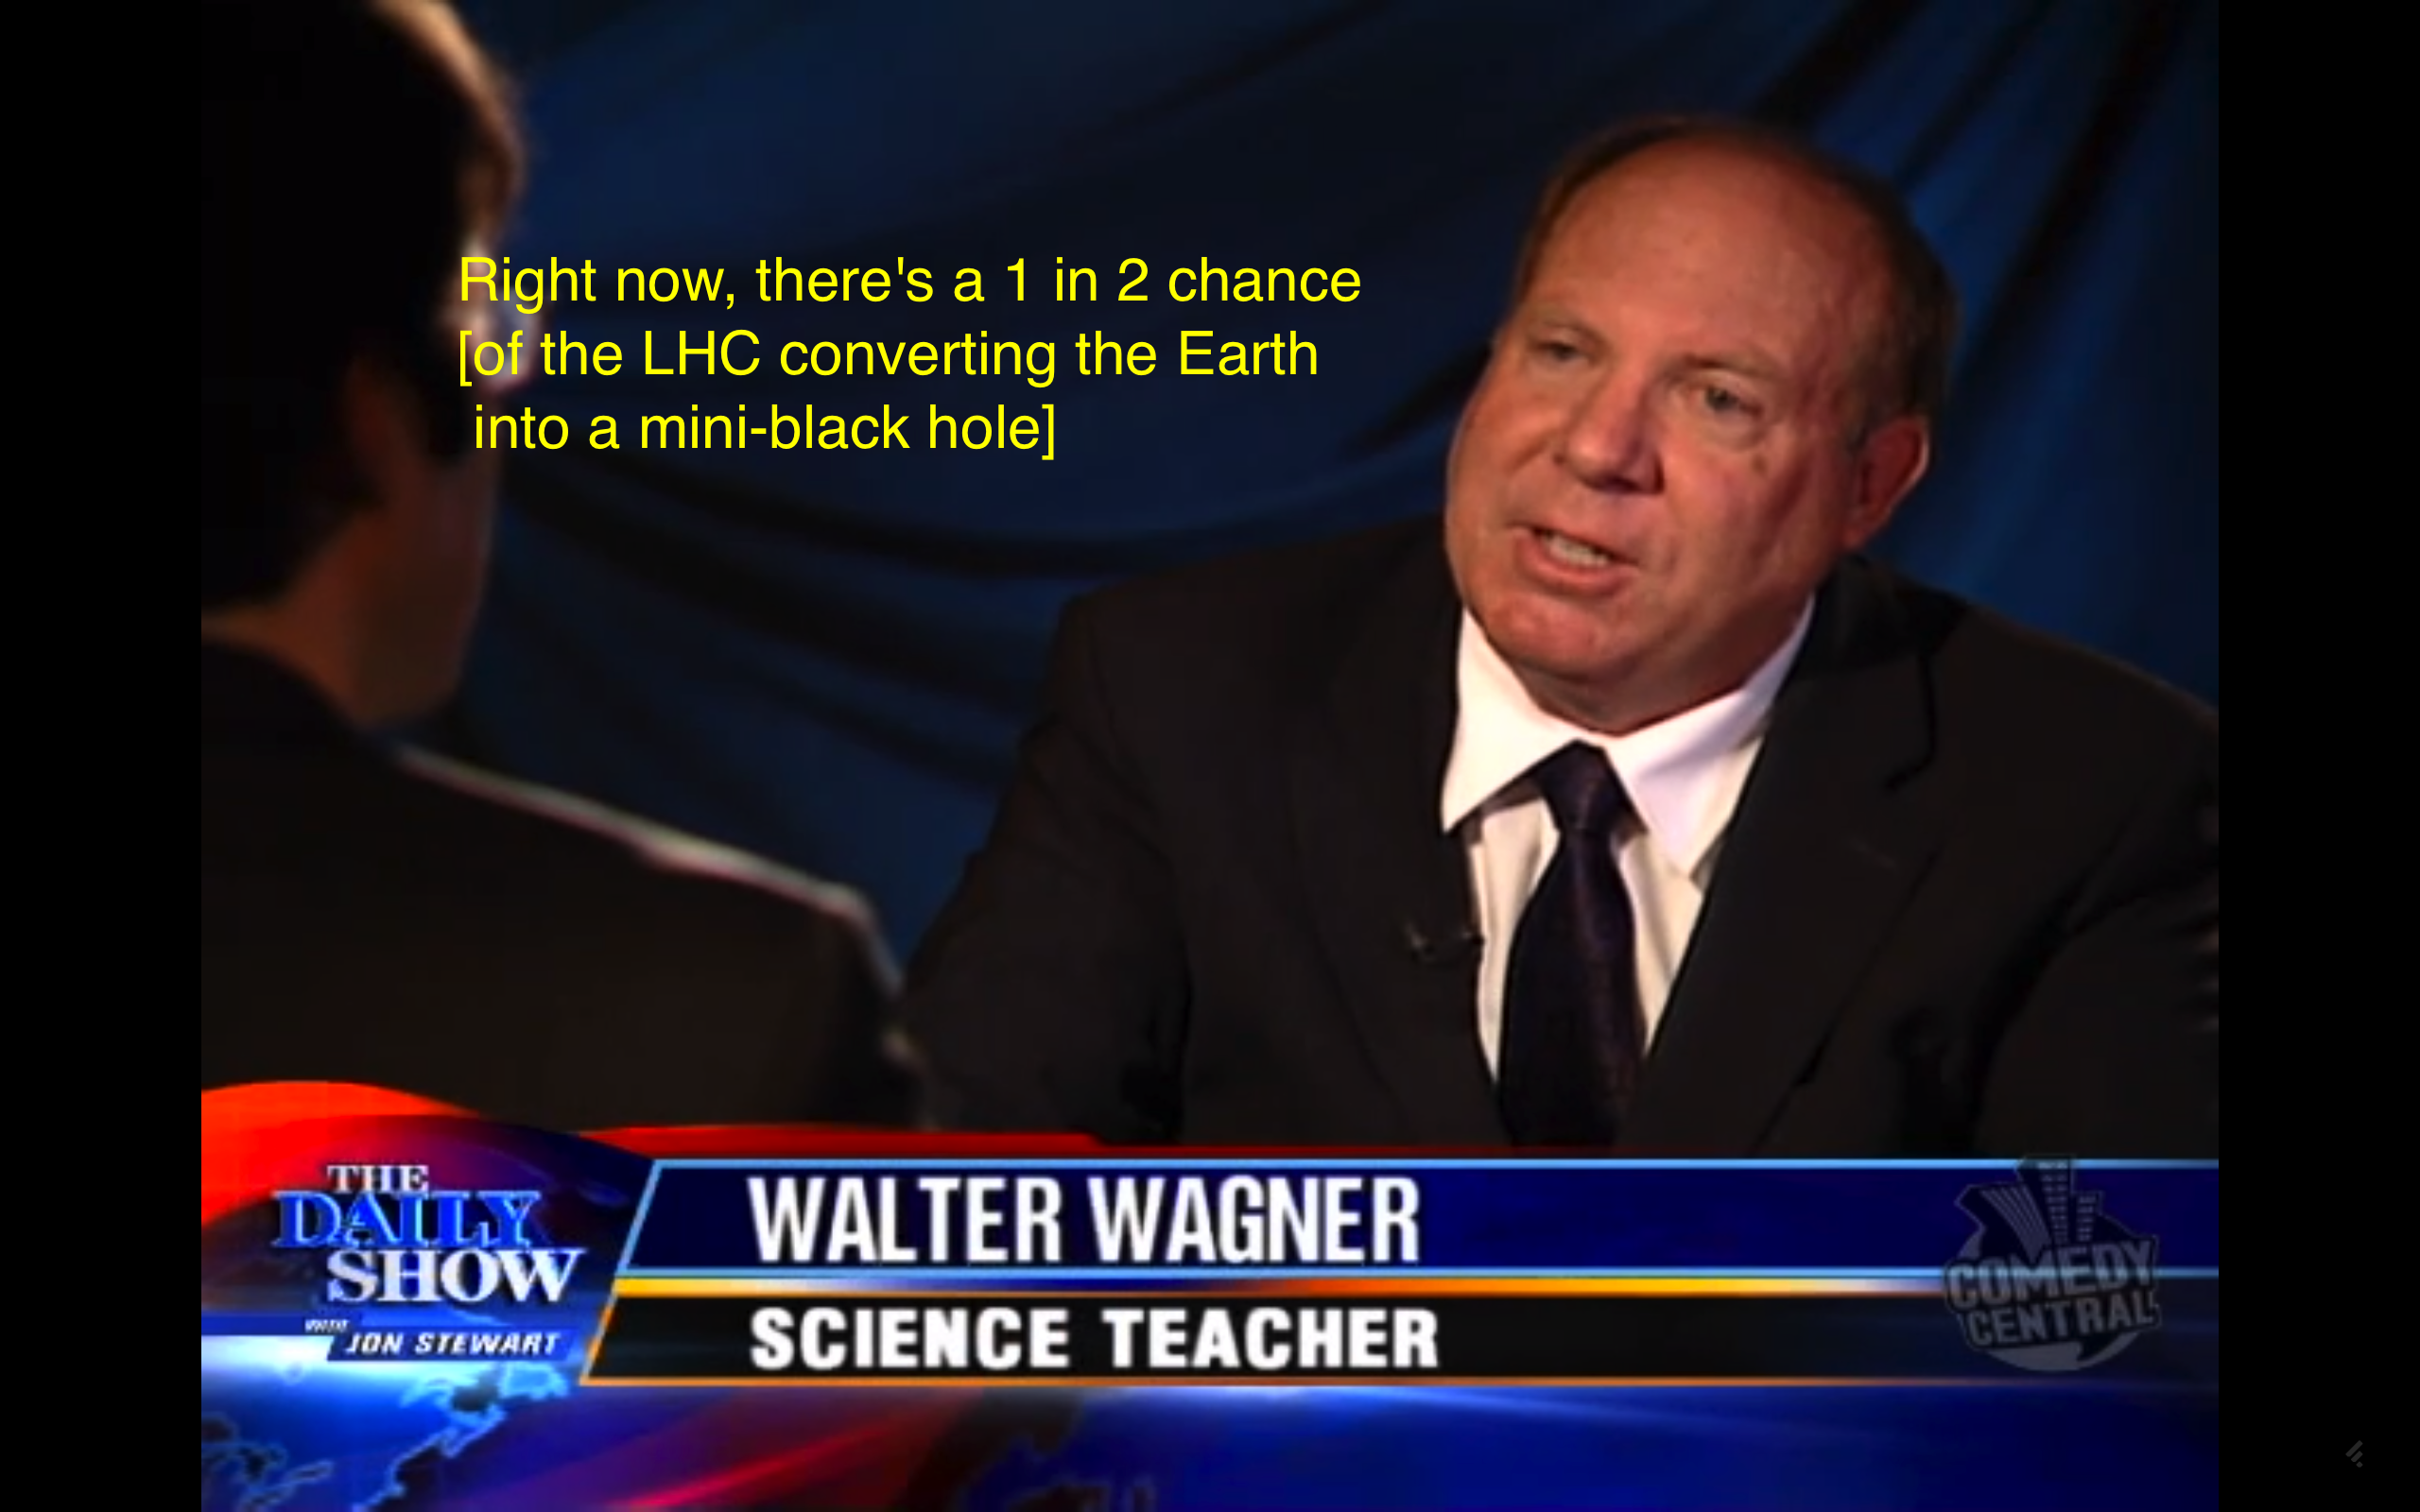 Right now, there's a 1 in 2 chance
[of the LHC converting the Earth
into a mini-black hole]
THE
DAILY
SHOW
WITH
JON STEWART
WALTER WAGNER
SCIENCE TEACHER
COMEDY
CENTRAL